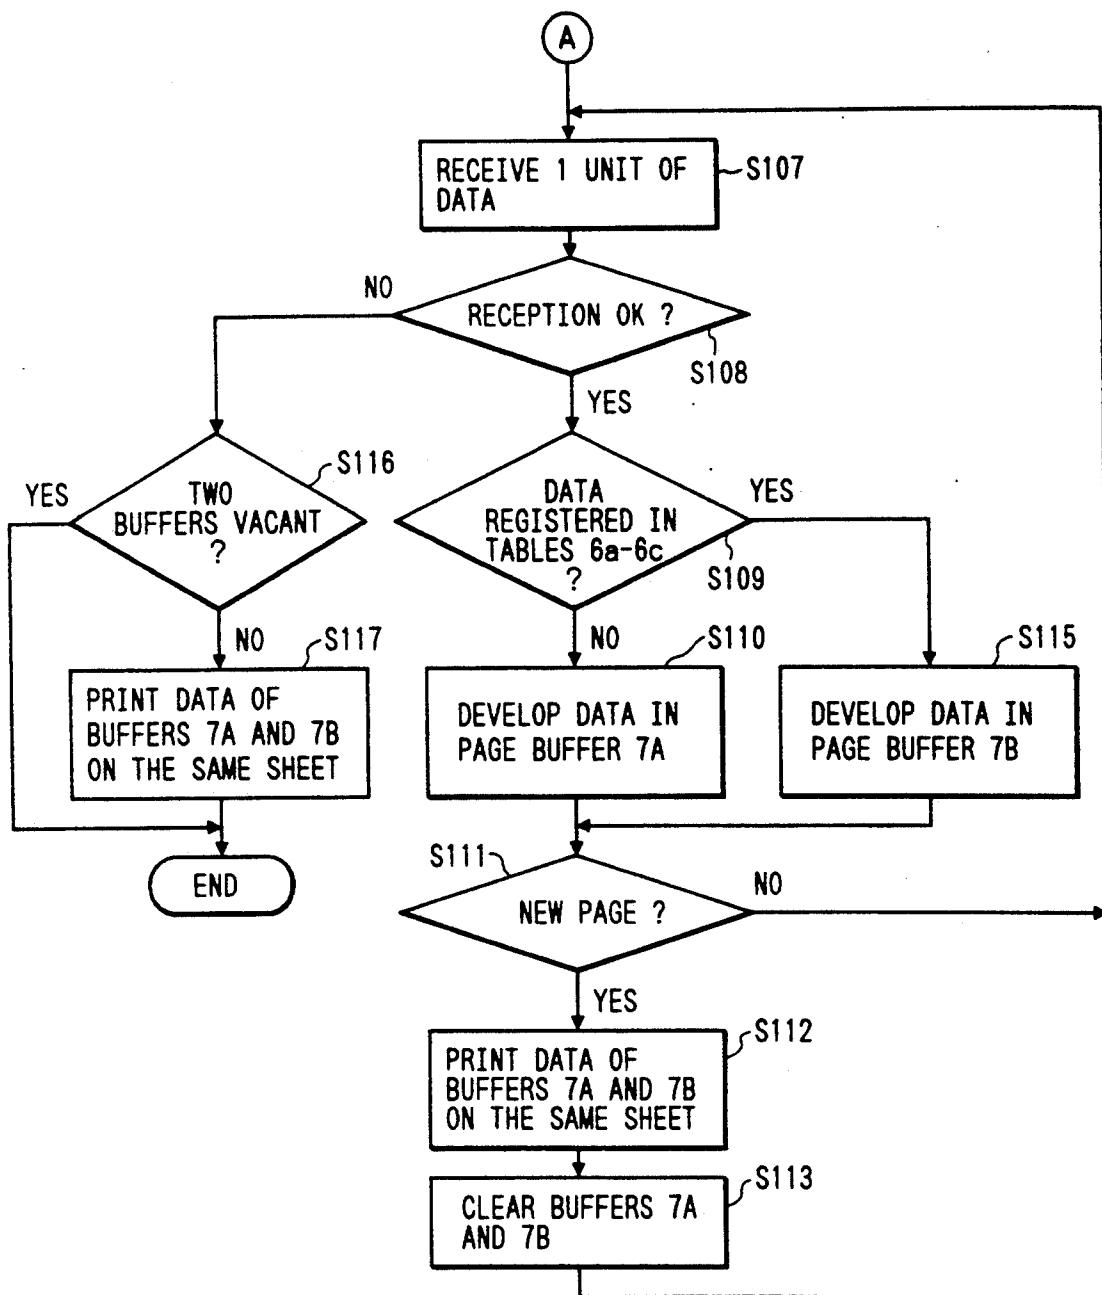 A
RECEIVE 1 UNIT OF
DATA
S107
NO
RECEPTION OK ?
S108
YES
YES
TWO
BUFFERS VACANT
?
S116
DATA
REGISTERED IN
TABLES 6a-6c
?
YES
S109
NO
S117
NO
S110
S115
PRINT DATA OF
BUFFERS 7A AND 7B
ON THE SAME SHEET
DEVELOP DATA IN
PAGE BUFFER 7A
DEVELOP DATA IN
PAGE BUFFER 7B
END
S111
NEW PAGE ?
NO
YES
S112
PRINT DATA OF
BUFFERS 7A AND 7B
ON THE SAME SHEET
S113
CLEAR BUFFERS 7A
AND 7B